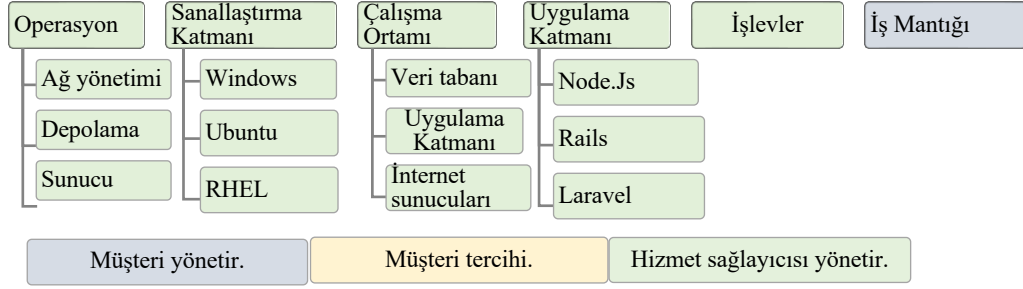 Operasyon
Ağ yönetimi
Depolama
Sunucu
Sanallaştırma
Katmanı
Windows
Ubuntu
RHEL
Çalışma
Ortamı
Veri tabanı
Uygulama
Katmanı
İnternet
sunucuları
Uygulama
Katmanı
Node.Js
Rails
Laravel
İşlevler
İş Mantığı
Müşteri yönetir.
Müşteri tercihi.
Hizmet sağlayıcısı yönetir.